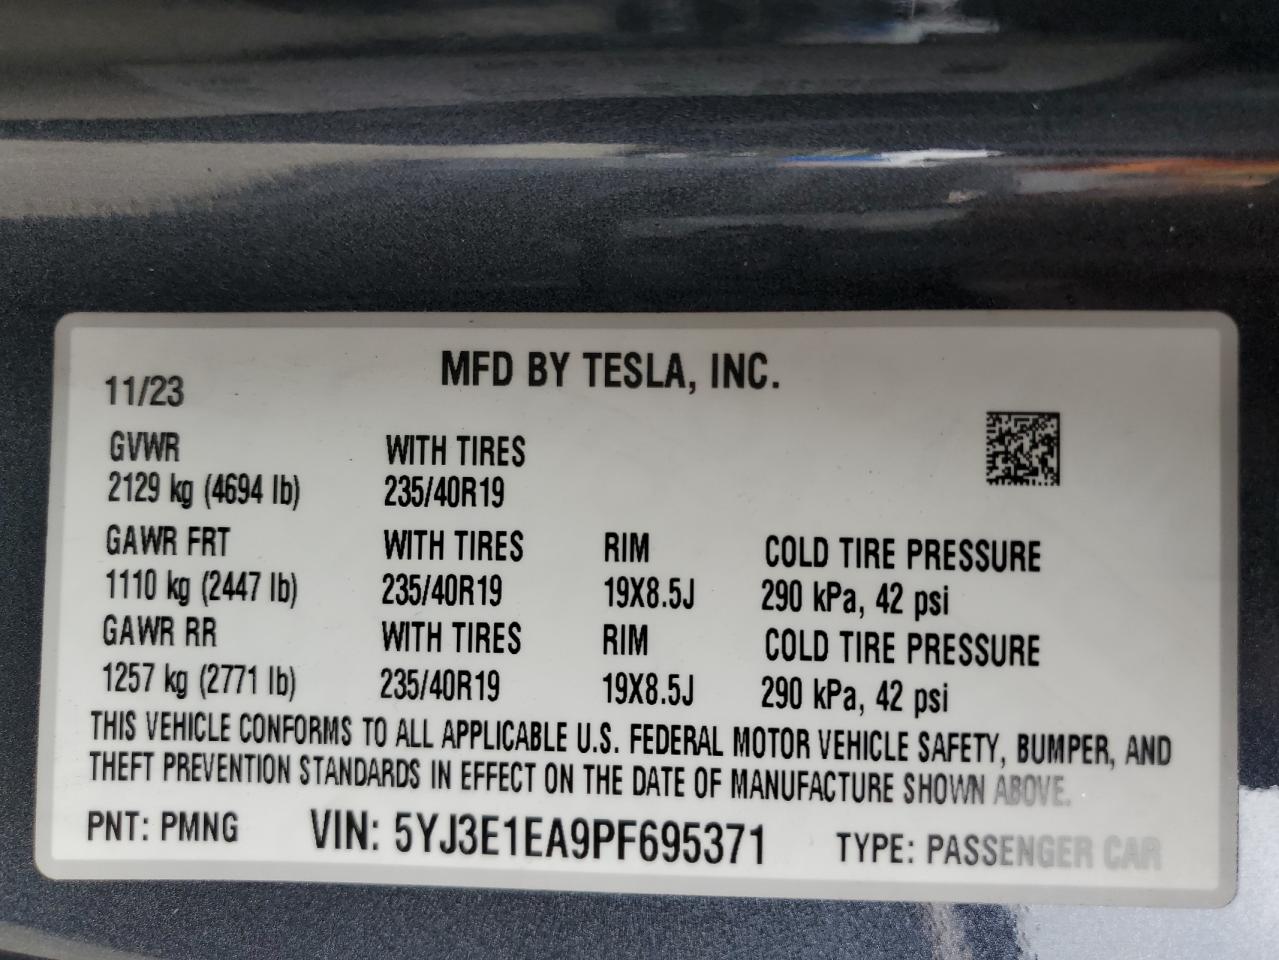 MFD BY TESLA, INC.
11/23
GVWR WITH TIRES
2129 kg (4694 lb) 235/40R19
GAWR FRT WITH TIRES RIM COLD TIRE PRESSURE
1110 kg (2447 lb) 235/40R19 19X8.5J 290 kPa, 42 psi
GAWR RR WITH TIRES RIM COLD TIRE PRESSURE
1257 kg (2771 lb) 235/40R19 19X8.5J 290 kPa, 42 psi
THIS VEHICLE CONFORMS TO ALL APPLICABLE U.S. FEDERAL MOTOR VEHICLE SAFETY, BUMPER, AND
THEFT PREVENTION STANDARDS IN EFFECT ON THE DATE OF MANUFACTURE SHOWN ABOVE.
PNT: PMNG VIN: 5YJ3E1EA9PF695371 TYPE: PASSENGER CAR